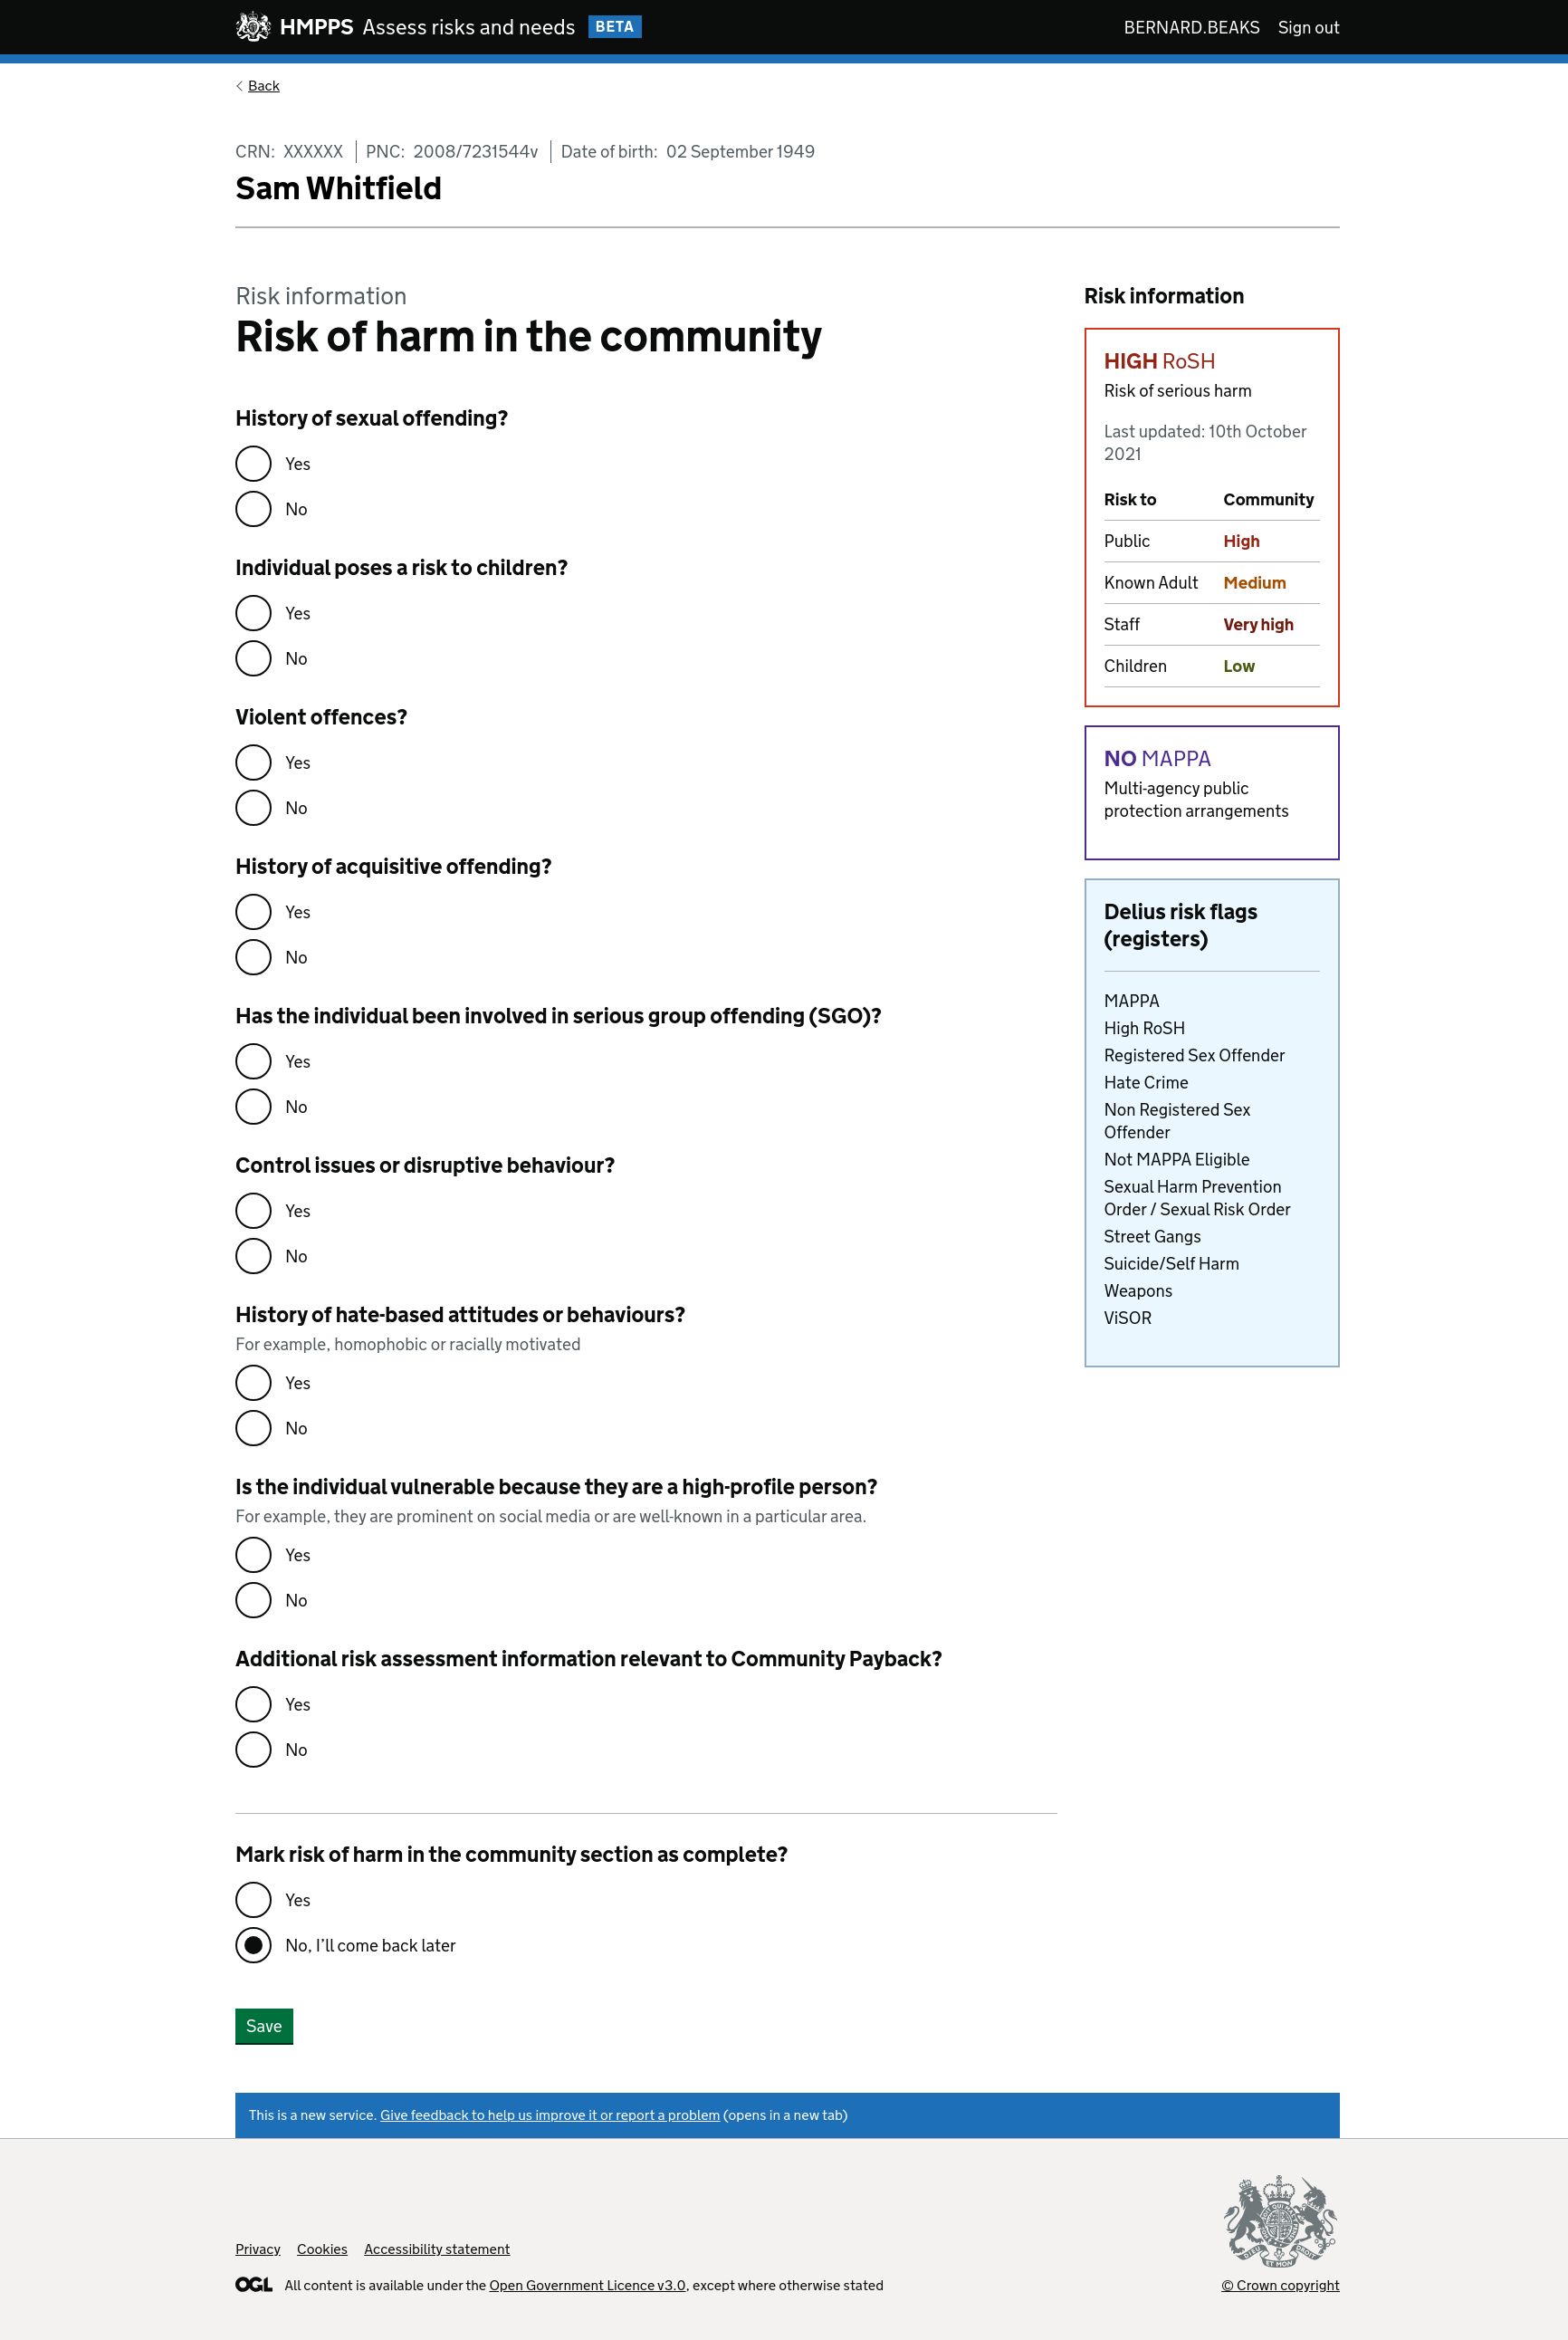 HMPPS Assess risks and needs BETA
BERNARD.BEAKS Sign out
Back
CRN: XXXXXX PNC: 2008/7231544v Date of birth: 02 September 1949
Sam Whitfield
Risk information
Risk of harm in the community
History of sexual offending?
Yes
No
Individual poses a risk to children?
Yes
No
Violent offences?
Yes
No
History of acquisitive offending?
Yes
No
Has the individual been involved in serious group offending (SGO)?
Yes
No
Control issues or disruptive behaviour?
Yes
No
History of hate-based attitudes or behaviours?
For example, homophobic or racially motivated
Yes
No
Is the individual vulnerable because they are a high-profile person?
For example, they are prominent on social media or are well-known in a particular area.
Yes
No
Additional risk assessment information relevant to Community Payback?
Yes
No
Mark risk of harm in the community section as complete?
Yes
No, I’ll come back later
Save
Risk information
HIGH RoSH
Risk of serious harm
Last updated: 10th October
2021
Risk to Community
Public High
Known Adult Medium
Staff Very high
Children Low
NO MAPPA
Multi-agency public
protection arrangements
Delius risk flags
(registers)
MAPPA
High RoSH
Registered Sex Offender
Hate Crime
Non Registered Sex
Offender
Not MAPPA Eligible
Sexual Harm Prevention
Order / Sexual Risk Order
Street Gangs
Suicide/Self Harm
Weapons
ViSOR
This is a new service. Give feedback to help us improve it or report a problem (opens in a new tab)
Privacy Cookies Accessibility statement
OGL All content is available under the Open Government Licence v3.0, except where otherwise stated
© Crown copyright